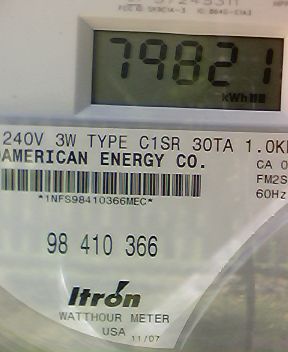 79821
kWh
240V 3W TYPE C1SR 30TA 1.0K
AMERICAN ENERGY CO.
CA 0
FM2S
60Hz
*1NFS98410366MEC*
98 410 366
Itron
WATTHOUR METER
USA 11/07